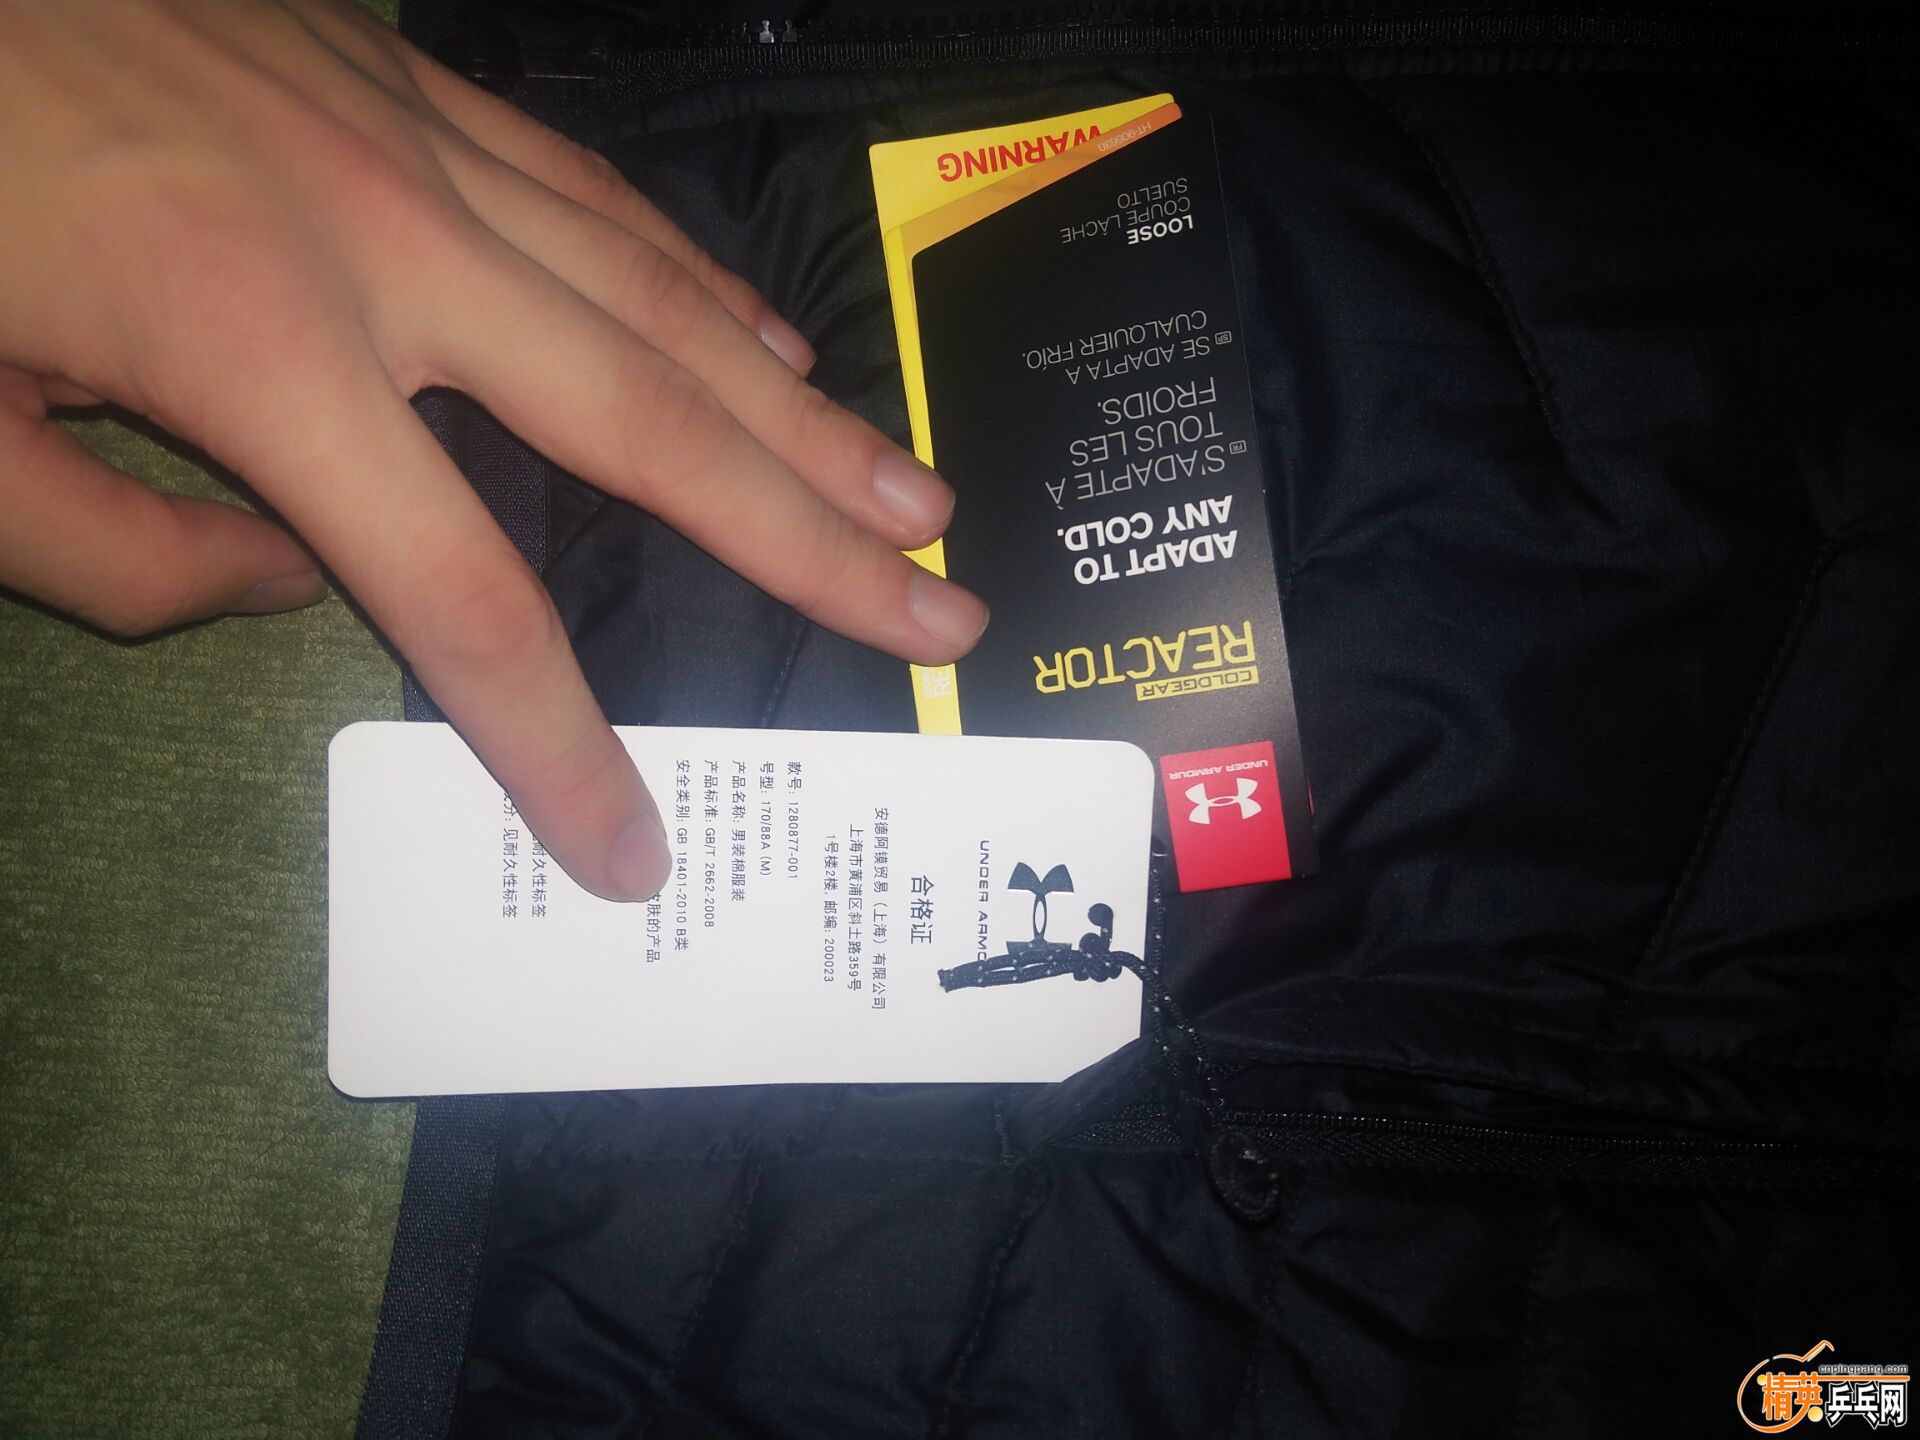 UNDER ARMO
合格证
安德阿镆贸易（上海）有限公司
上海市黄浦区斜土路359号
1号楼2楼, 邮编: 200023
款号: 1280877-001
号型: 170/88A (M)
产品名称: 男装棉服装
产品标准: GB/T 2662-2008
安全类别: GB 18401-2010 B类
肤的产品
耐久性标签
成分: 见耐久性标签
UNDER ARMOUR
COLDGEAR
REACTOR
ADAPT TO
ANY COLD.
FR S'ADAPTE À
TOUS LES
FROIDS.
SP SE ADAPTA A
CUALQUIER FRÍO.
LOOSE
COUPE LÂCHE
SUELTO
HT-905630
WARNING
RE
cnpingpang.com
精英乒乓网